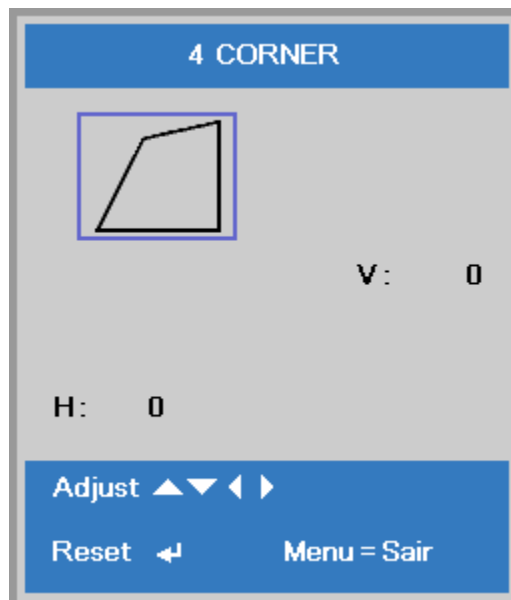 4 CORNER
V: 0
H: 0
Adjust
Reset Menu = Sair